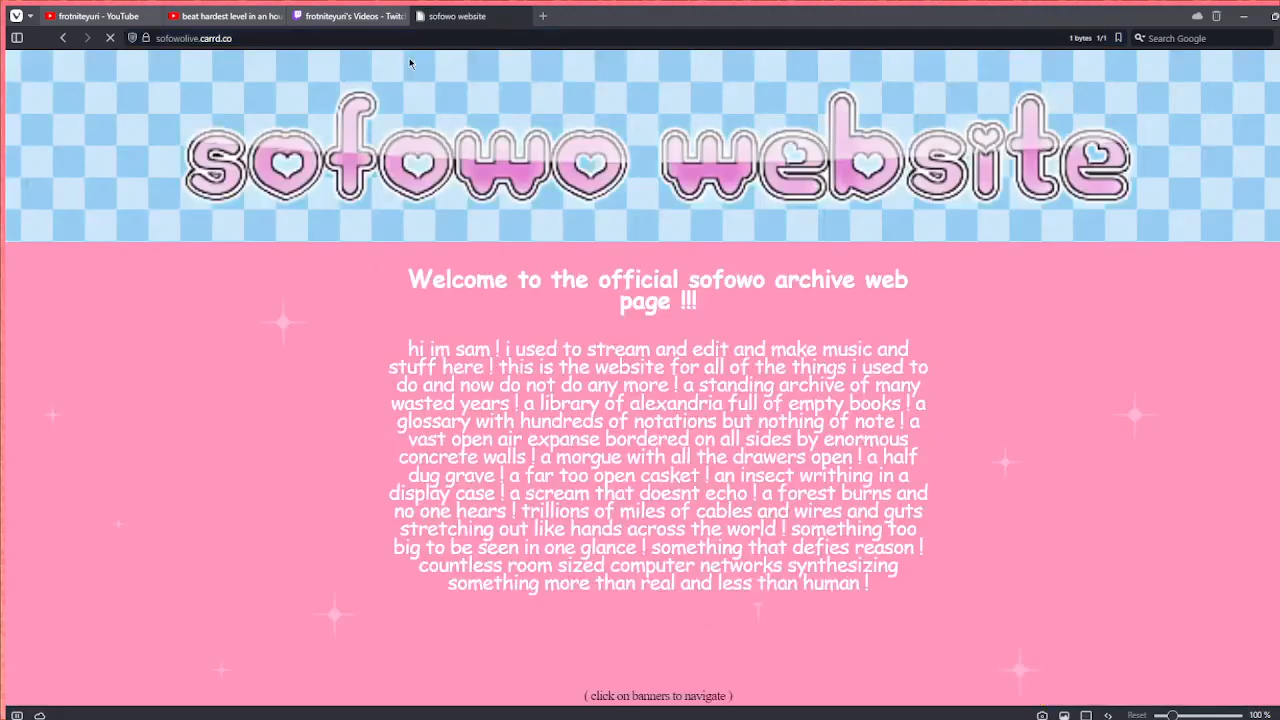 frotniteyuri - YouTube
beat hardest level in an hou
frotniteyuri's Videos - Twitc
sofowo website
sofowolive.carrd.co
1 bytes 1/1
Search Google
sofowo website
Welcome to the official sofowo archive web
page !!!
hi im sam ! i used to stream and edit and make music and
stuff here ! this is the website for all of the things i used to
do and now do not do any more ! a standing archive of many
wasted years ! a library of alexandria full of empty books ! a
glossary with hundreds of notations but nothing of note ! a
vast open air expanse bordered on all sides by enormous
concrete walls ! a morgue with all the drawers open ! a half
dug grave ! a far too open casket ! an insect writhing in a
display case ! a scream that doesnt echo ! a forest burns and
no one hears ! trillions of miles of cables and wires and guts
stretching out like hands across the world ! something too
big to be seen in one glance ! something that defies reason !
countless room sized computer networks synthesizing
something more than real and less than human !
( click on banners to navigate )
Reset
100 %